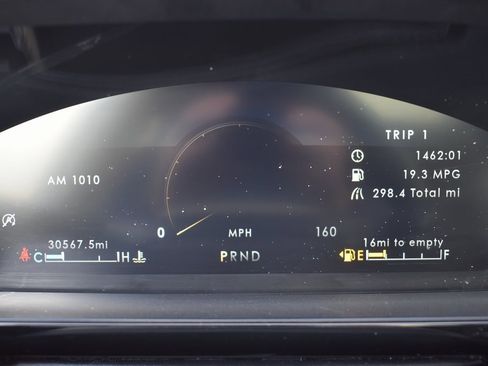 TRIP 1
1462:01
AM 1010
19.3 MPG
298.4 Total mi
0 MPH 160
30567.5mi
16mi to empty
C H
PRND
E F